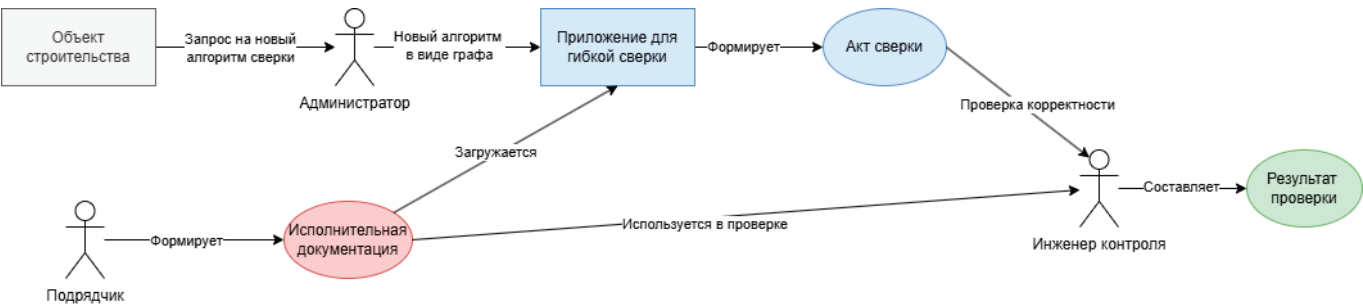 Объект
строительства
Запрос на новый
алгоритм сверки
Администратор
Новый алгоритм
в виде графа
Приложение для
гибкой сверки
Формирует
Акт сверки
Проверка корректности
Загружается
Подрядчик
Формирует
Исполнительная
документация
Используется в проверке
Инженер контроля
Составляет
Результат
проверки